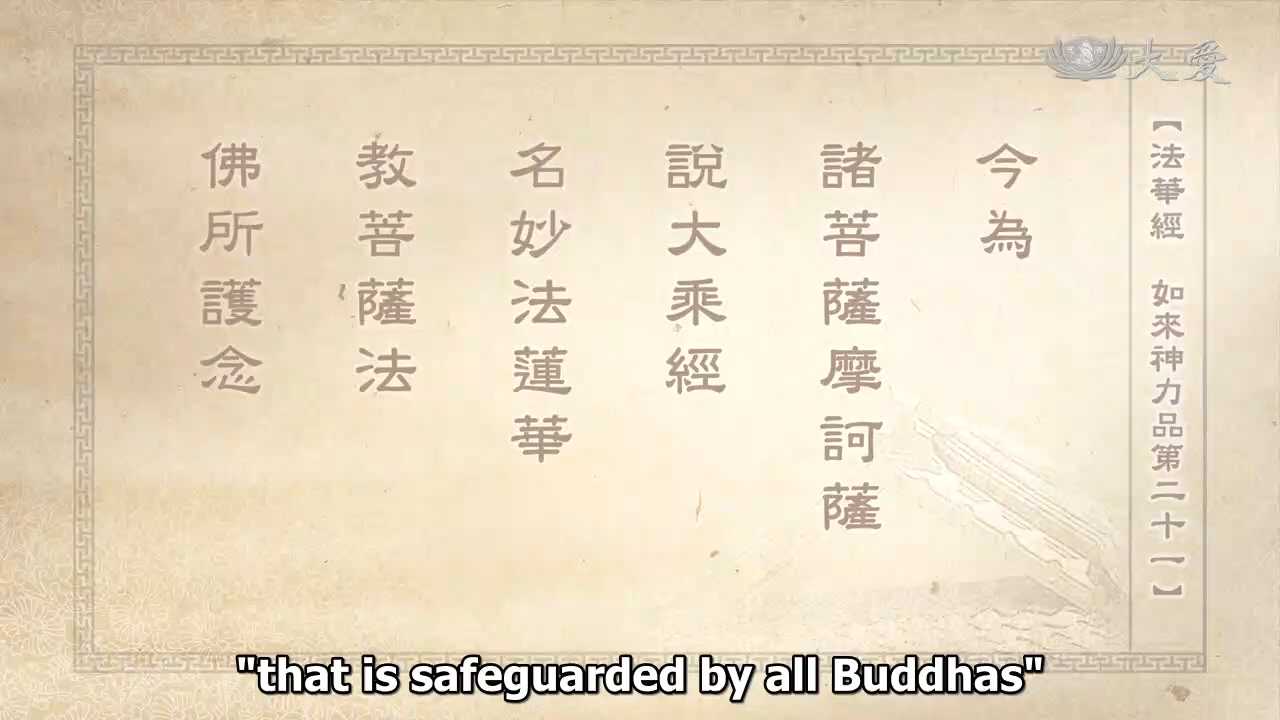 大愛
【法華經 如來神力品第二十一】
今為
諸菩薩摩訶薩
說大乘經
名妙法蓮華
教菩薩法
佛所護念
"that is safeguarded by all Buddhas"